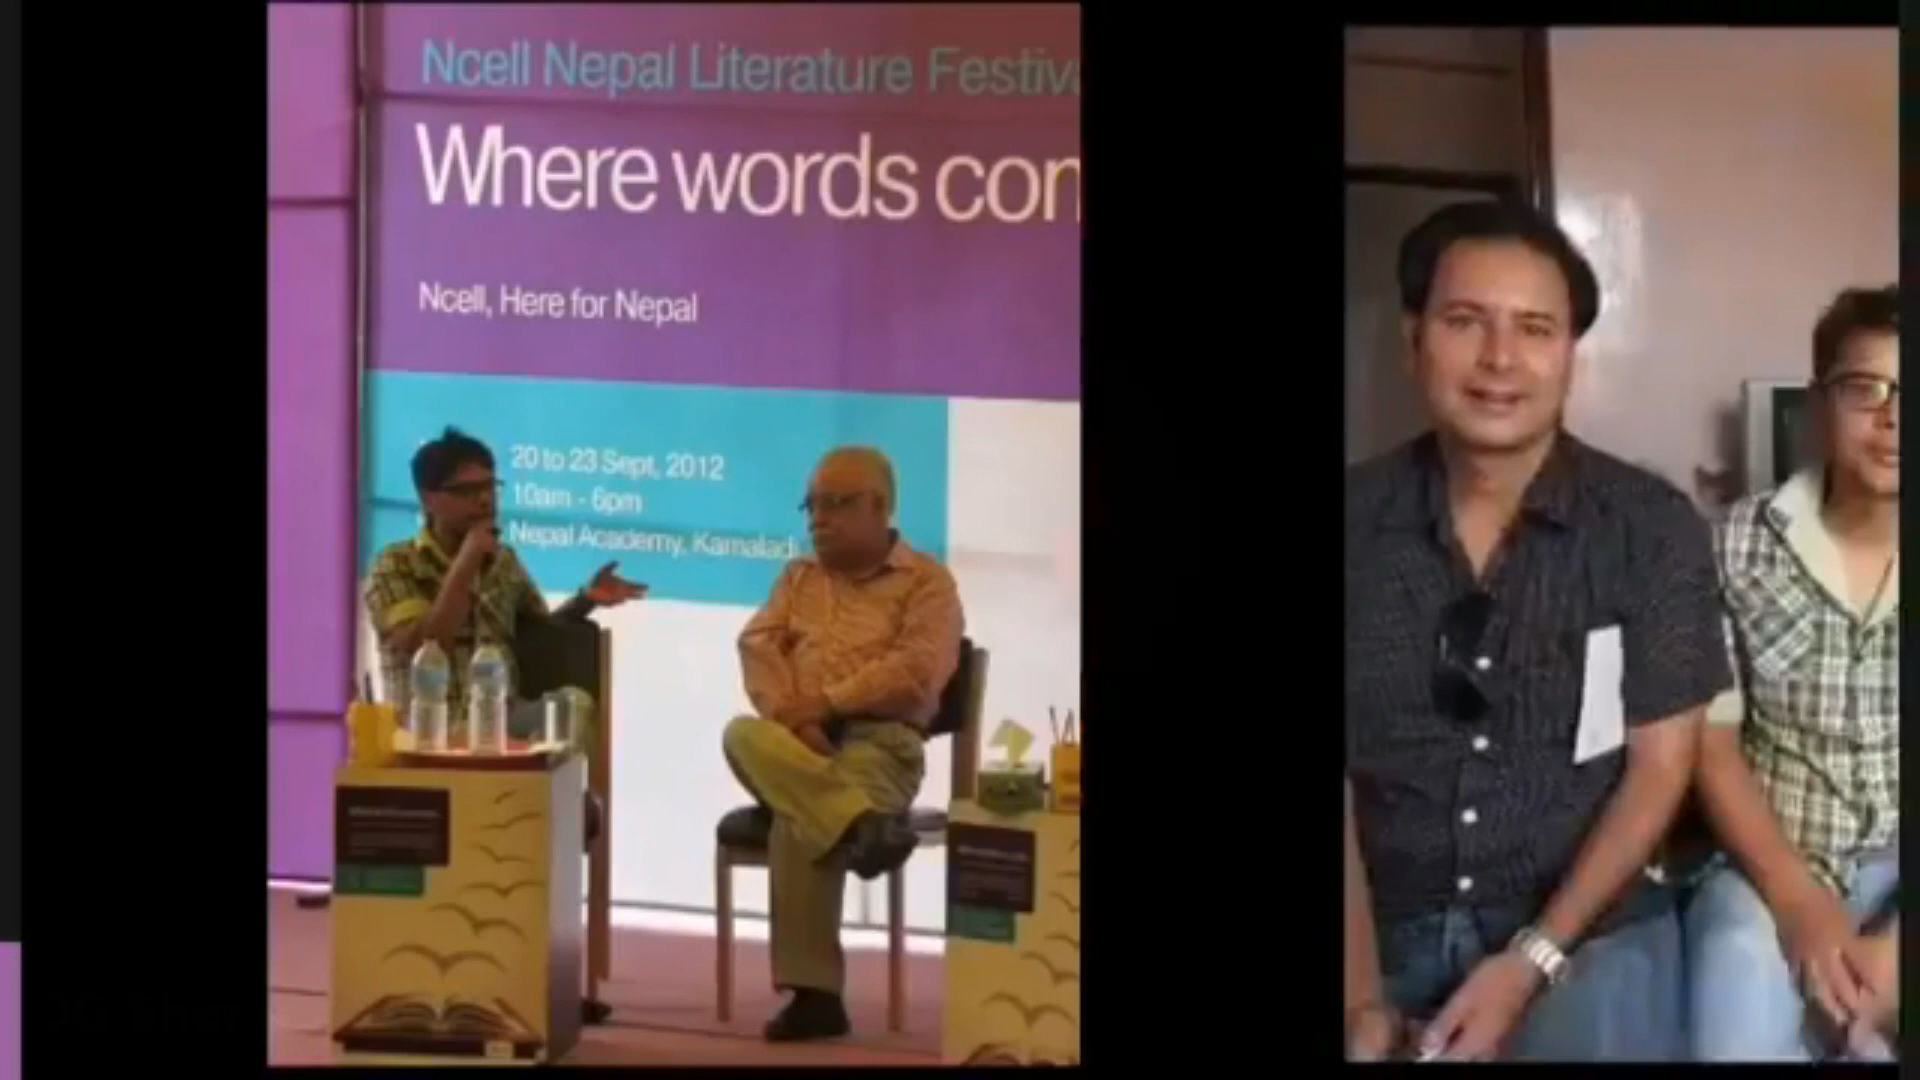 Ncell Nepal Literature Festiva
Where words con
Ncell, Here for Nepal
20 to 23 Sept, 2012
10am - 6pm
Nepal Academy, Kamaladi